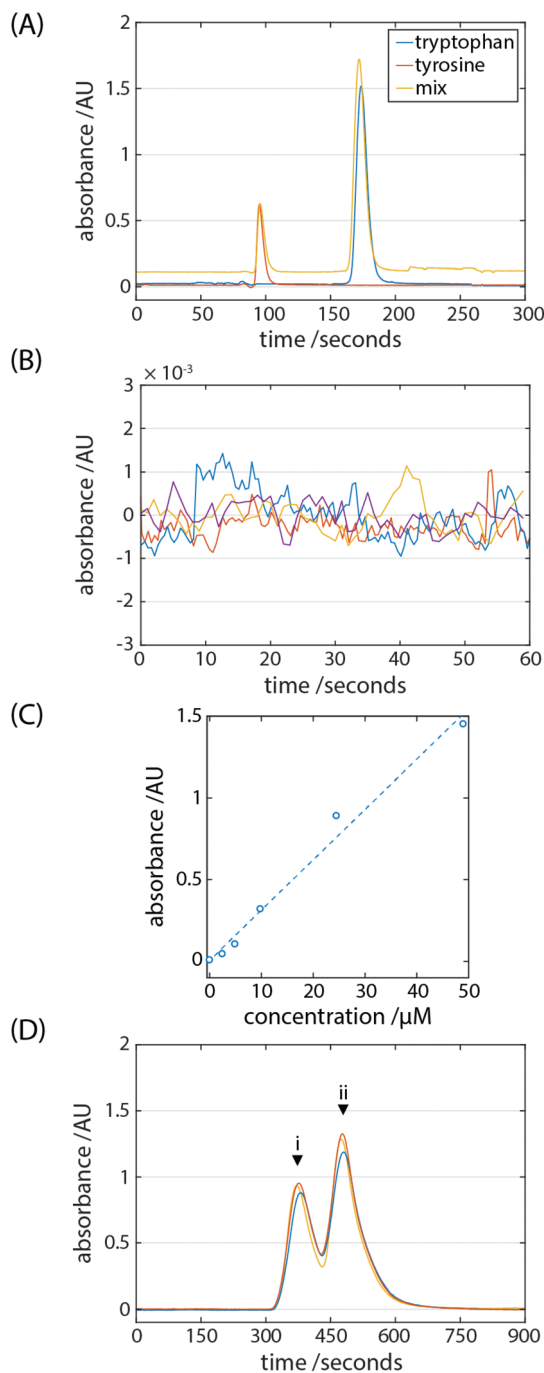 (A)
absorbance /AU
2
1.5
1
0.5
0
tryptophan
tyrosine
mix
0 50 100 150 200 250 300
time /seconds
(B)
× 10-3
absorbance /AU
3
2
1
0
-1
-2
-3
0 10 20 30 40 50 60
time /seconds
(C)
absorbance /AU
1.5
1
0.5
0
0 10 20 30 40 50
concentration /µM
(D)
absorbance /AU
2
1.5
1
0.5
0
i
ii
0 150 300 450 600 750 900
time /seconds